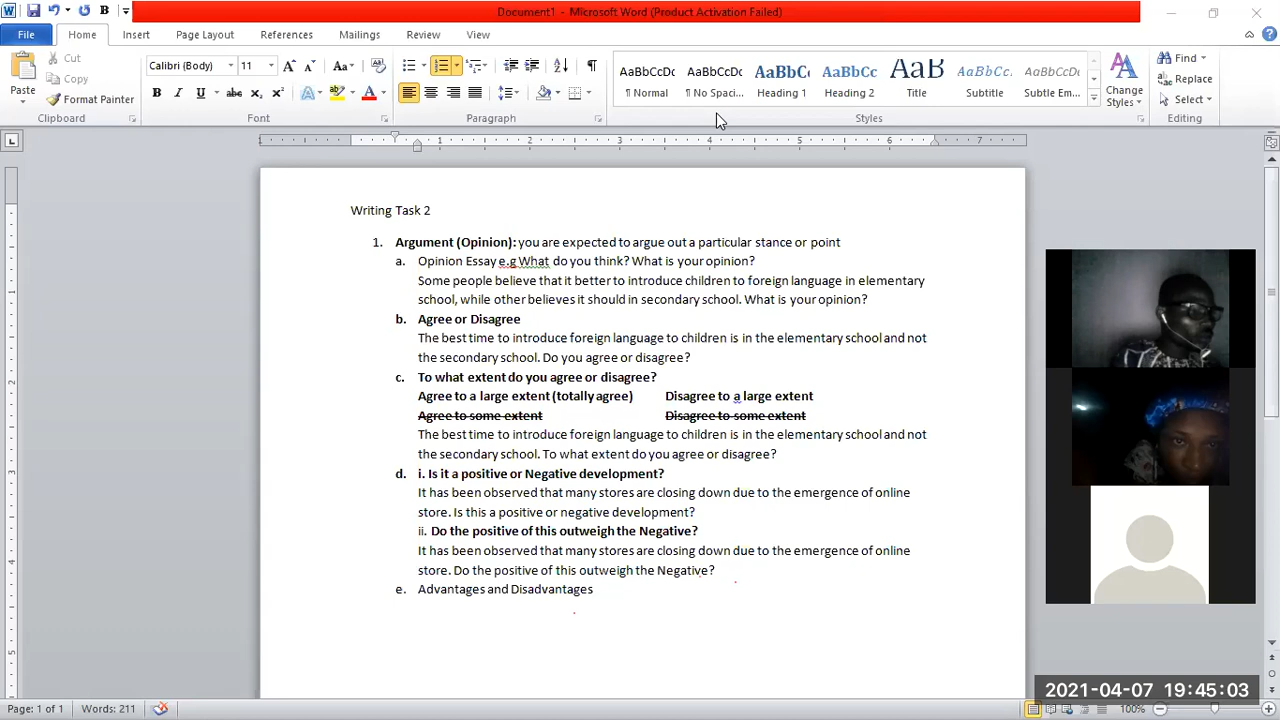 Document1 - Microsoft Word (Product Activation Failed)
File Home Insert Page Layout References Mailings Review View
Cut
Copy
Format Painter
Paste
Clipboard
Calibri (Body) 11
Font
Paragraph
AaBbCcDc AaBbCcDc AaBbC AaBbCc AaB AaBbCc. AaBbCcDc
¶ Normal ¶ No Spaci... Heading 1 Heading 2 Title Subtitle Subtle Em...
Styles
Change
Styles
Find
Replace
Select
Editing
1 1 2 3 4 5 6 7
Writing Task 2
1. Argument (Opinion): you are expected to argue out a particular stance or point
a. Opinion Essay e.g What do you think? What is your opinion?
Some people believe that it better to introduce children to foreign language in elementary
school, while other believes it should in secondary school. What is your opinion?
b. Agree or Disagree
The best time to introduce foreign language to children is in the elementary school and not
the secondary school. Do you agree or disagree?
c. To what extent do you agree or disagree?
Agree to a large extent (totally agree) Disagree to a large extent
Agree to some extent Disagree to some extent
The best time to introduce foreign language to children is in the elementary school and not
the secondary school. To what extent do you agree or disagree?
d. i. Is it a positive or Negative development?
It has been observed that many stores are closing down due to the emergence of online
store. Is this a positive or negative development?
ii. Do the positive of this outweigh the Negative?
It has been observed that many stores are closing down due to the emergence of online
store. Do the positive of this outweigh the Negative?
e. Advantages and Disadvantages
2021-04-07 19:45:03
Page: 1 of 1 Words: 211 100%